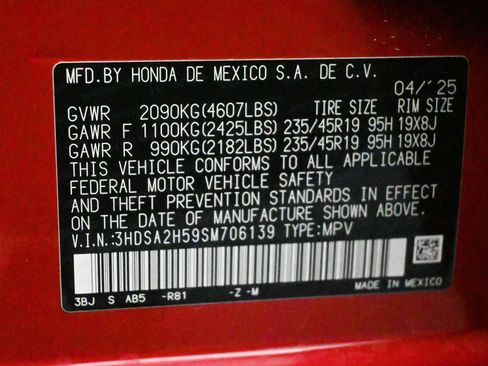 MFD.BY HONDA DE MEXICO S.A. DE C.V.
04/'25
GVWR 2090KG(4607LBS) TIRE SIZE RIM SIZE
GAWR F 1100KG(2425LBS) 235/45R19 95H 19X8J
GAWR R 990KG(2182LBS) 235/45R19 95H 19X8J
THIS VEHICLE CONFORMS TO ALL APPLICABLE
FEDERAL MOTOR VEHICLE SAFETY
AND THEFT PREVENTION STANDARDS IN EFFECT
ON THE DATE OF MANUFACTURE SHOWN ABOVE.
V.I.N.:3HDSA2H59SM706139 TYPE:MPV
3BJ S AB5 -R81 -Z -M
MADE IN MEXICO